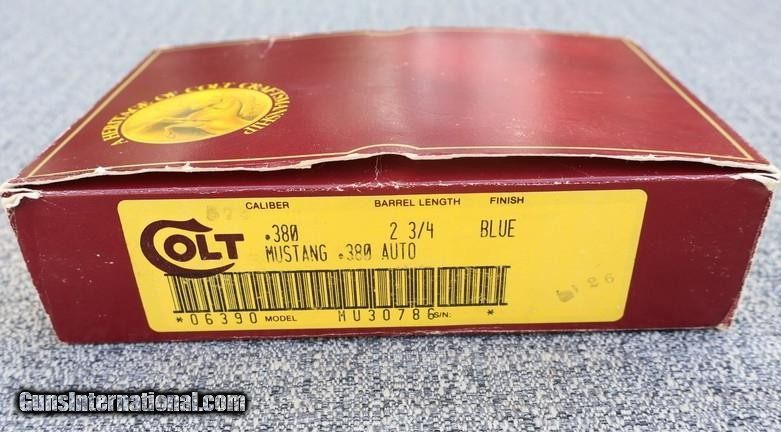 A HERITAGE OF COLT CRAFTSMANSHIP
CALIBER BARREL LENGTH FINISH
COLT .380 2 3/4 BLUE
MUSTANG .380 AUTO
*06390 MODEL MU30786 S/N: *
GunsInternational.com